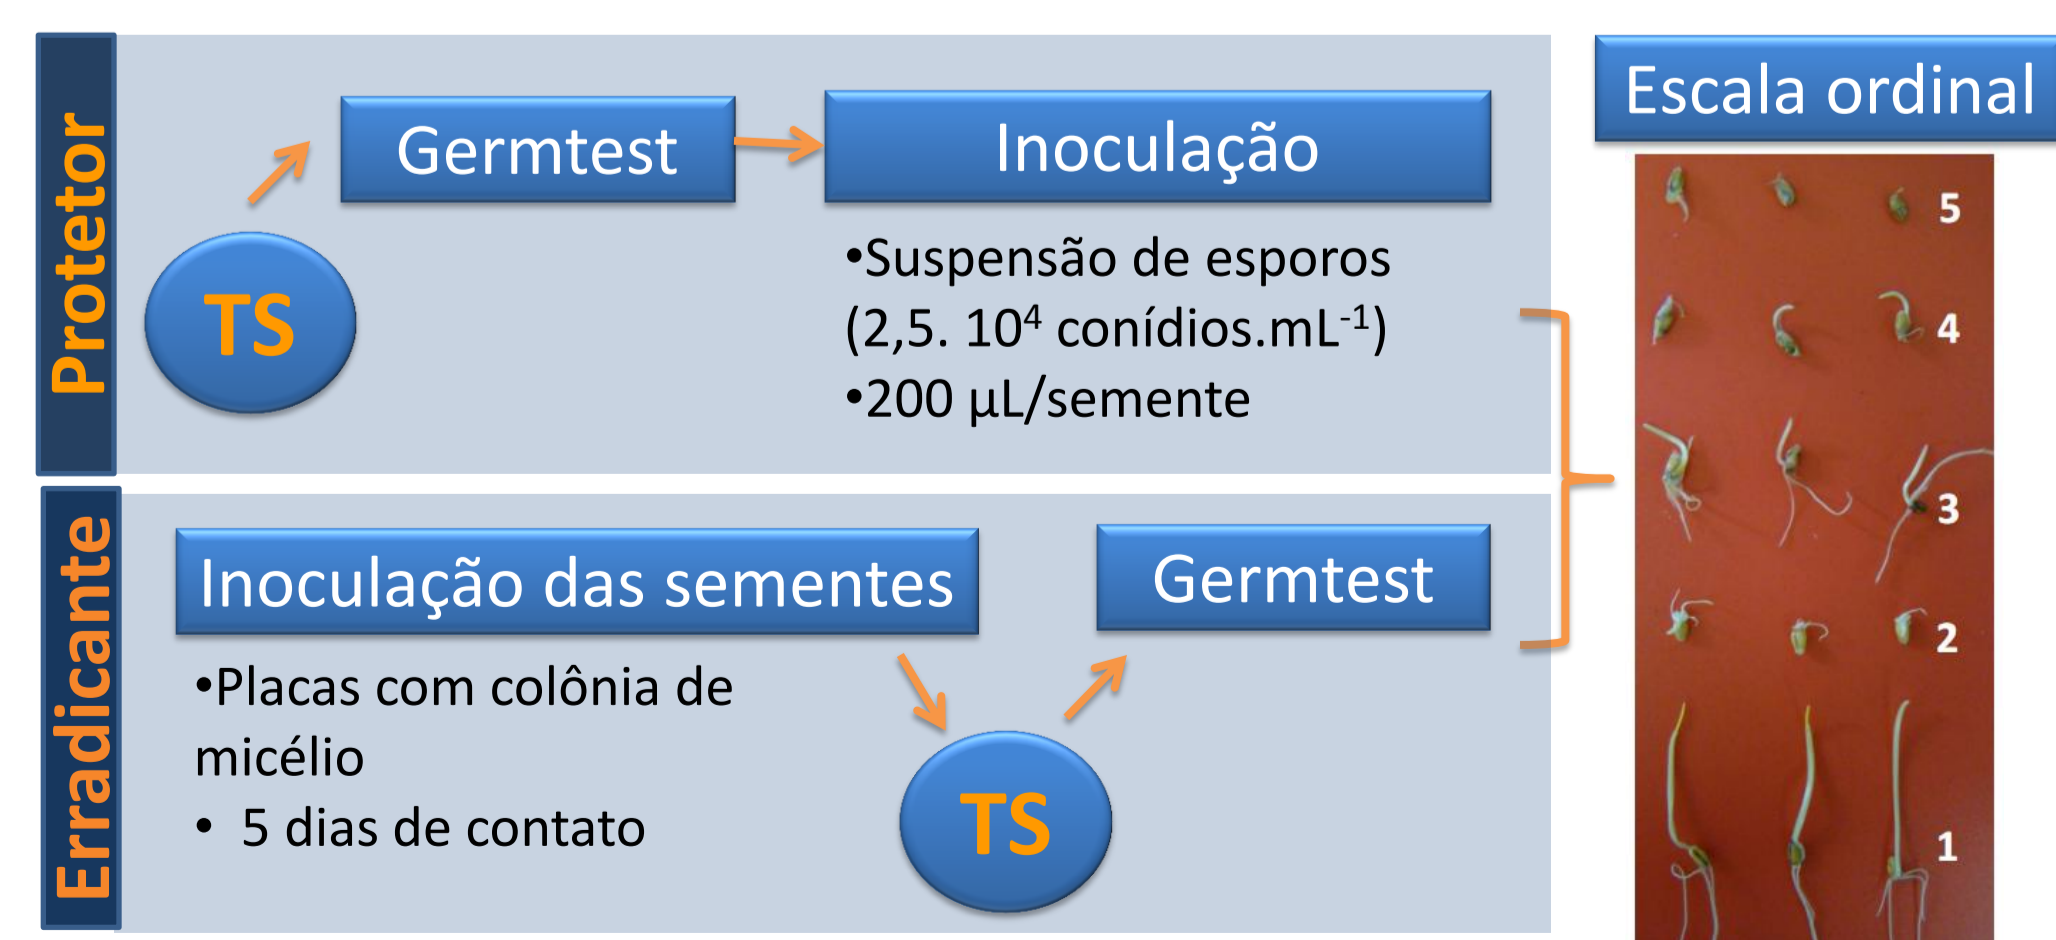 Protetor
TS
Germtest
Inoculação
•Suspensão de esporos
(2,5. 10⁴ conídios.mL⁻¹)
•200 µL/semente
Erradicante
Inoculação das sementes
•Placas com colônia de
micélio
• 5 dias de contato
TS
Germtest
Escala ordinal
5
4
3
2
1